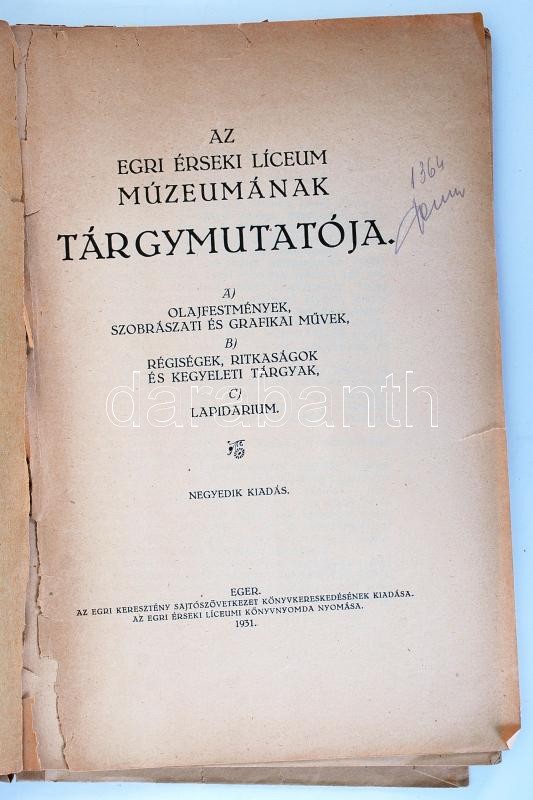 AZ
EGRI ÉRSEKI LÍCEUM
MÚZEUMÁNAK
TÁRGYMUTATÓJA.
1364
A)
OLAJFESTMÉNYEK,
SZOBRÁSZATI ÉS GRAFIKAI MŰVEK,
B)
RÉGISÉGEK, RITKASÁGOK
ÉS KEGYELETI TÁRGYAK,
C)
LAPIDARIUM.
darabanth
NEGYEDIK KIADÁS.
EGER.
AZ EGRI KERESZTÉNY SAJTÓSZÖVETKEZET KÖNYVKERESKEDÉSÉNEK KIADÁSA.
AZ EGRI ÉRSEKI LÍCEUMI KÖNYVNYOMDA NYOMÁSA.
1931.